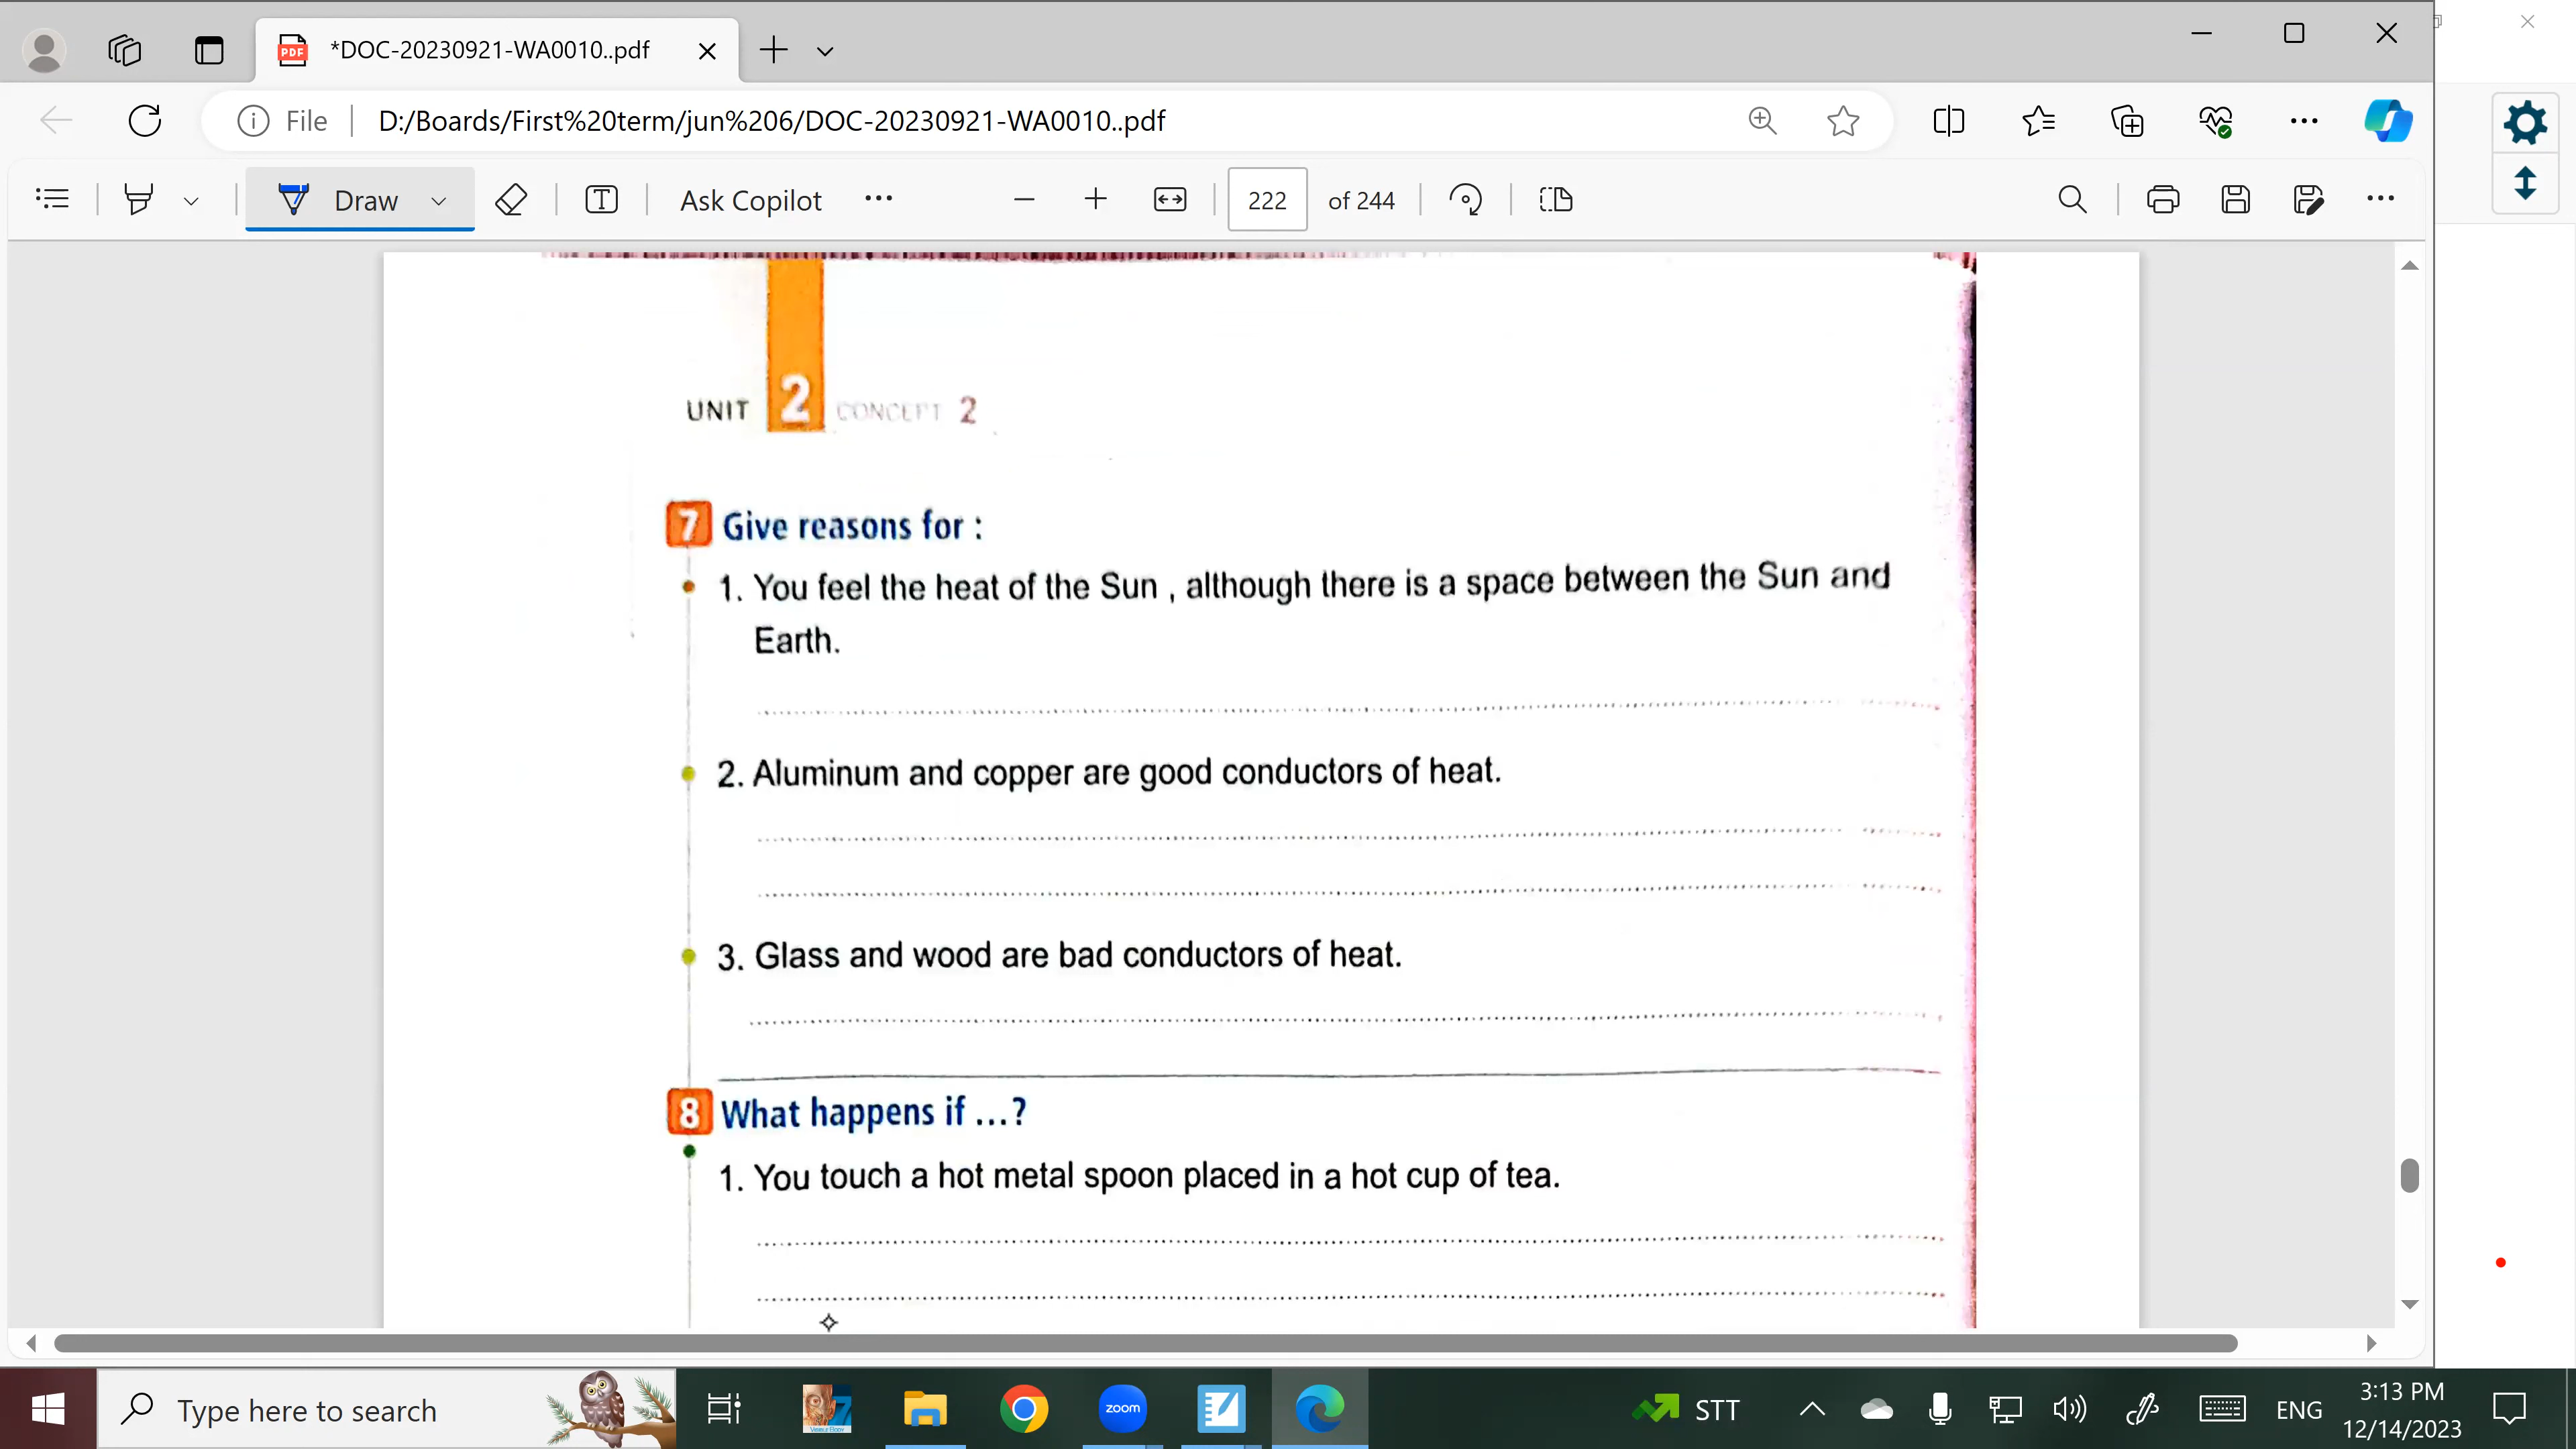 *DOC-20230921-WA0010..pdf
File
D:/Boards/First%20term/jun%206/DOC-20230921-WA0010..pdf
Draw
Ask Copilot
222 of 244
UNIT 2 CONCEPT 2
7 Give reasons for :
1. You feel the heat of the Sun , although there is a space between the Sun and
Earth.
2. Aluminum and copper are good conductors of heat.
3. Glass and wood are bad conductors of heat.
8 What happens if ...?
1. You touch a hot metal spoon placed in a hot cup of tea.
Type here to search
zoom
STT
ENG
3:13 PM
12/14/2023